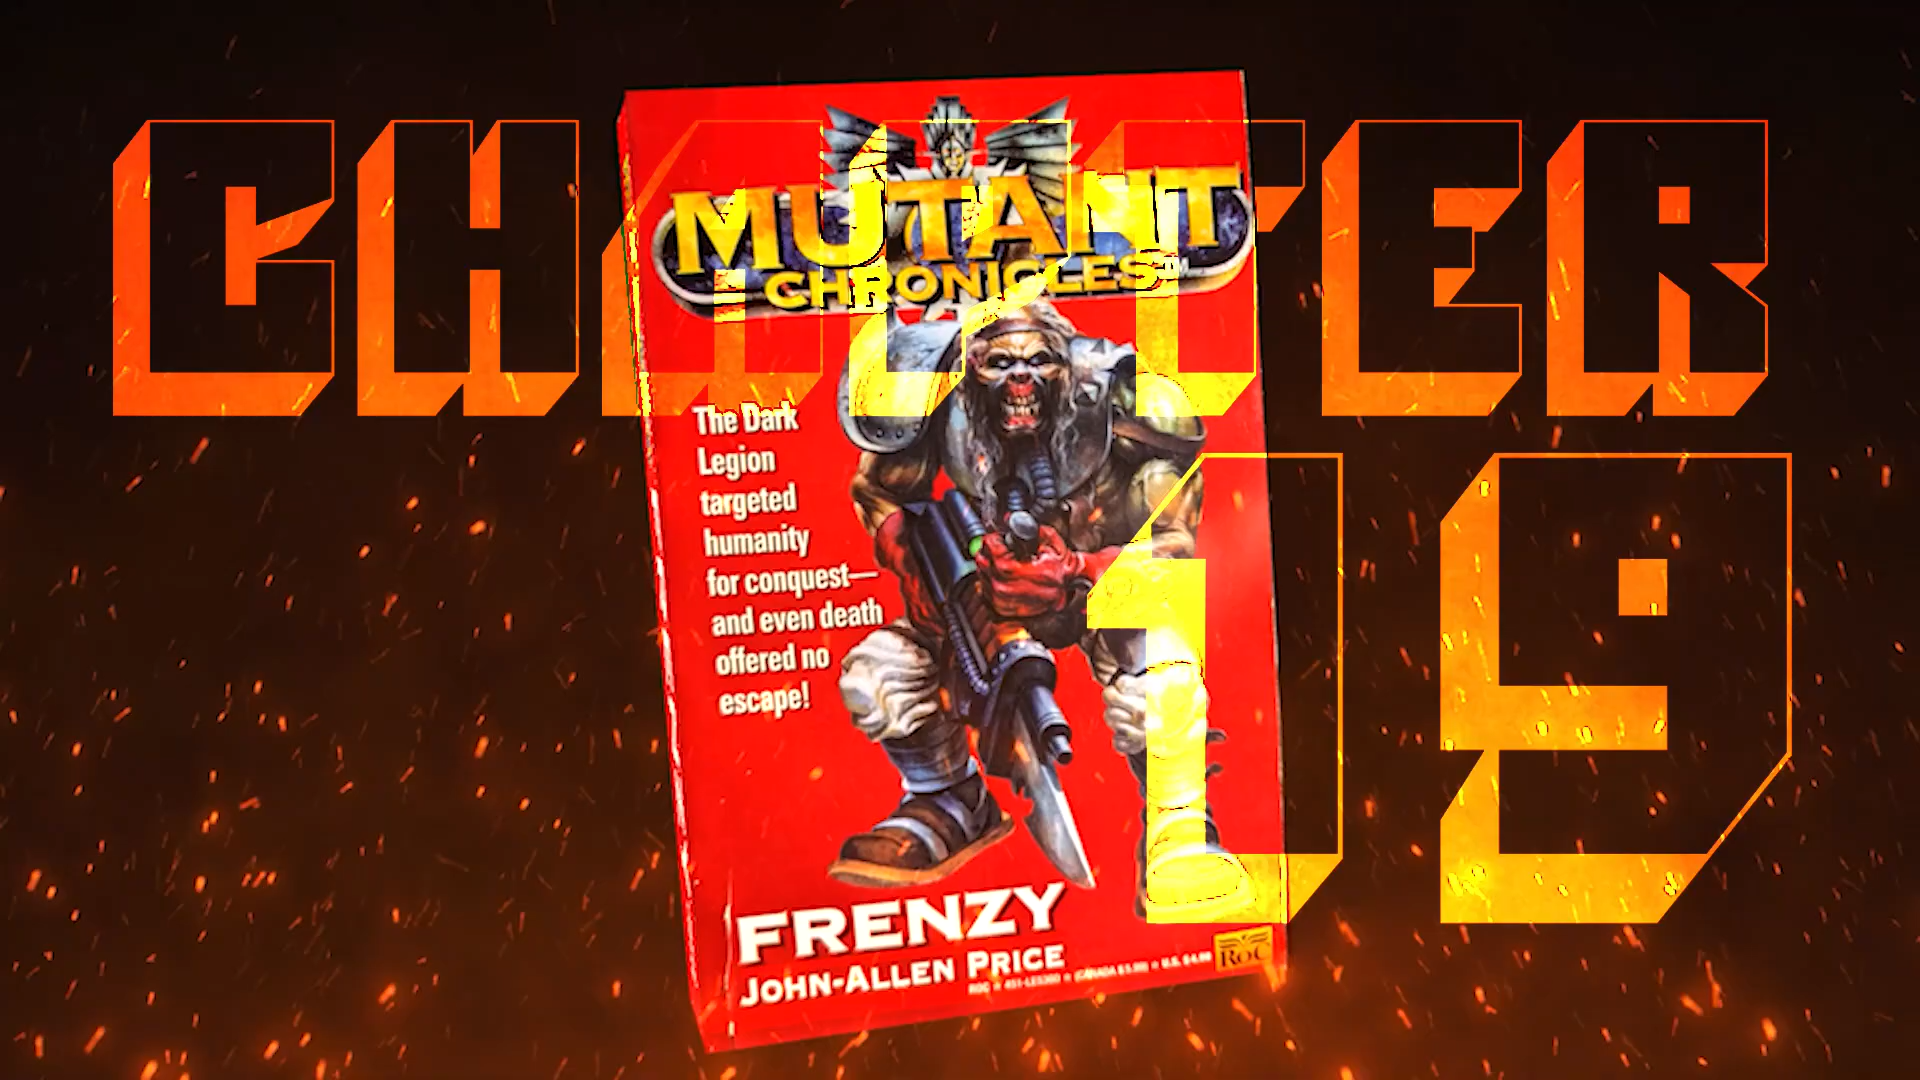 CHAPTER
19
MUTANT
CHRONICLES
The Dark
Legion
targeted
humanity
for conquest—
and even death
offered no
escape!
FRENZY
JOHN-ALLEN PRICE
ROC